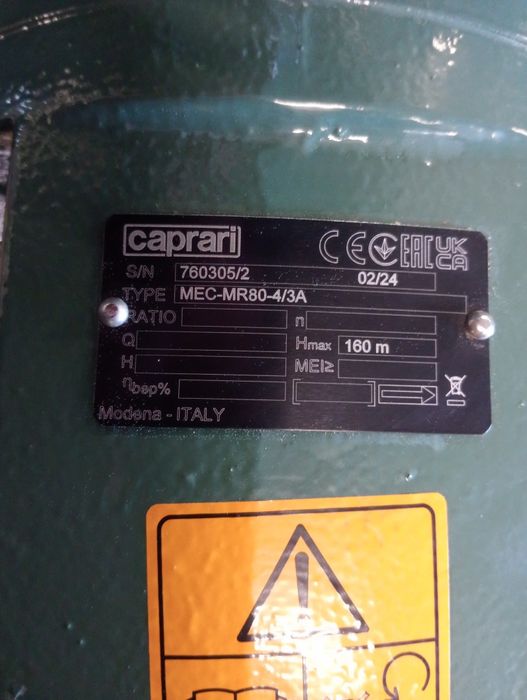 caprari CE EAC UK CA
S/N 760305/2 02/24
TYPE MEC-MR80-4/3A
RATIO n
Q Hmax 160 m
H MEI≥
ηbep%
Modena - ITALY